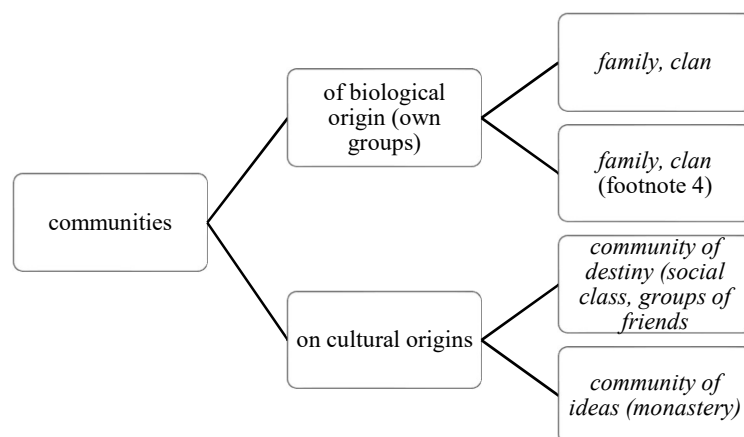 communities
of biological
origin (own
groups)
family, clan
family, clan
(footnote 4)
on cultural origins
community of
destiny (social
class, groups of
friends
community of
ideas (monastery)